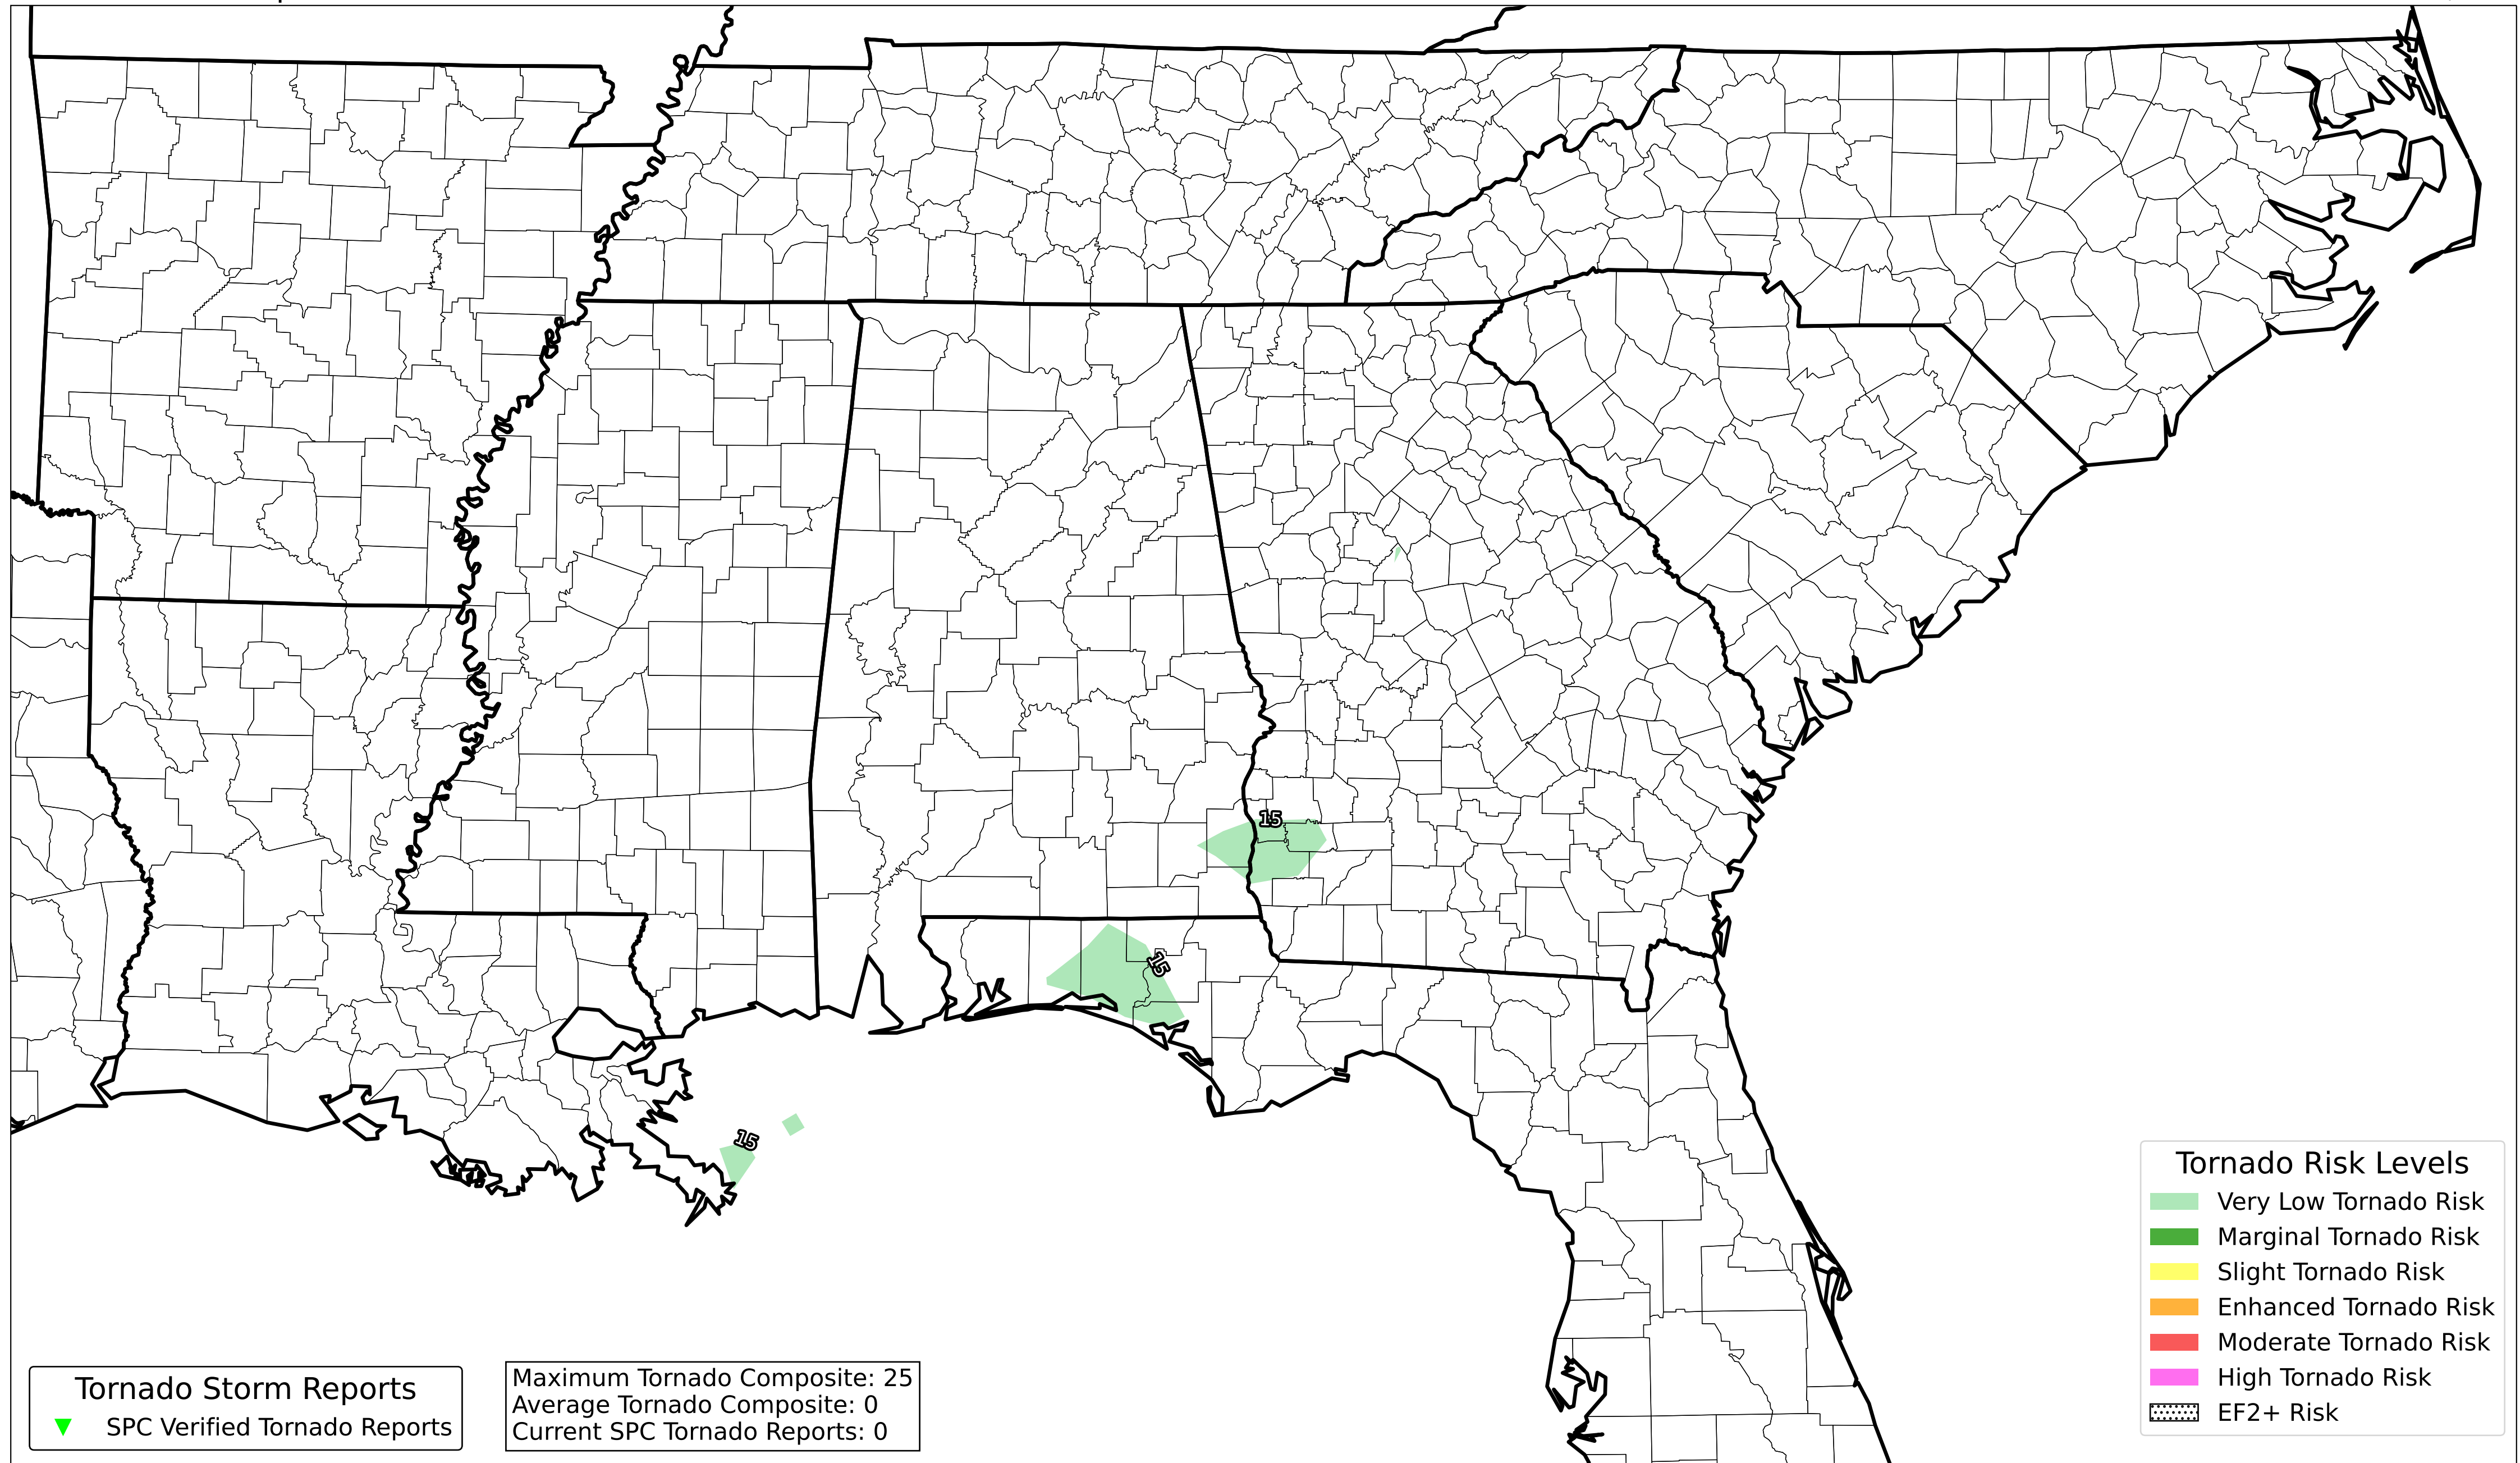 15
15
15
Tornado Risk Levels
Very Low Tornado Risk
Marginal Tornado Risk
Slight Tornado Risk
Enhanced Tornado Risk
Moderate Tornado Risk
High Tornado Risk
EF2+ Risk
Tornado Storm Reports
SPC Verified Tornado Reports
Maximum Tornado Composite: 25
Average Tornado Composite: 0
Current SPC Tornado Reports: 0